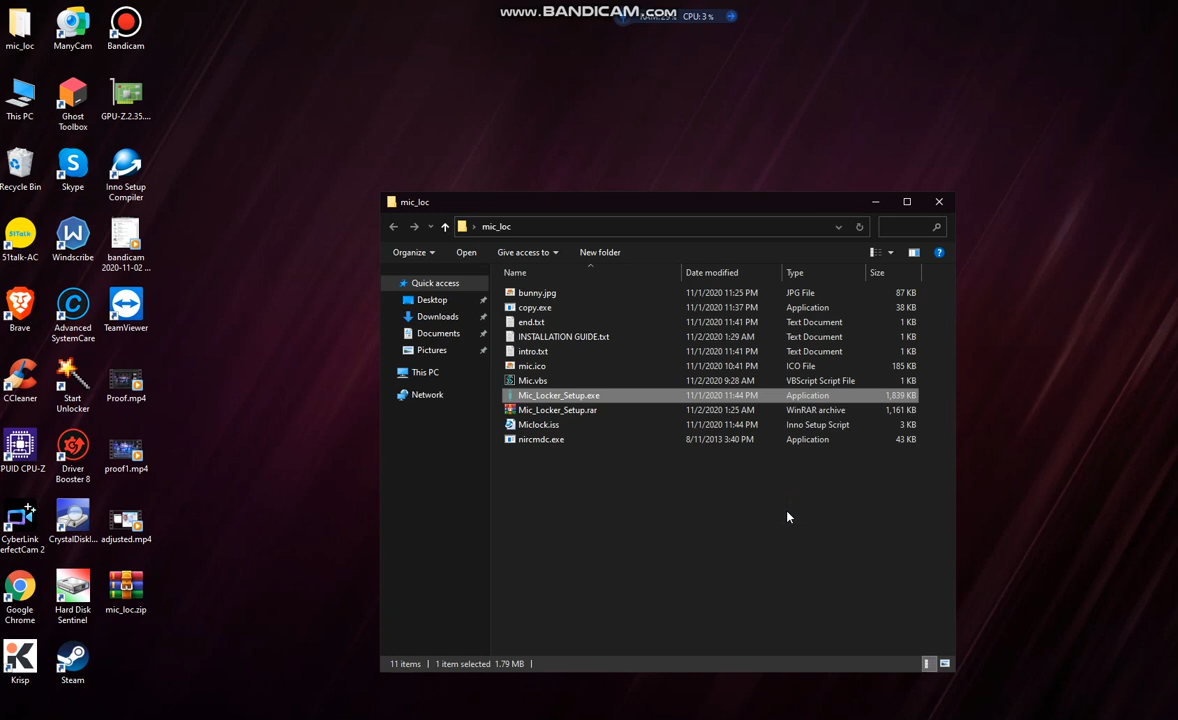 www.BANDICAM.com
CPU: 3 %
mic_loc
ManyCam
Bandicam
This PC
Ghost
Toolbox
GPU-Z.2.35....
Recycle Bin
Skype
Inno Setup
Compiler
51talk-AC
Windscribe
bandicam
2020-11-02 ...
Brave
Advanced
SystemCare
TeamViewer
CCleaner
Start
Unlocker
Proof.mp4
CPUID CPU-Z
Driver
Booster 8
proof1.mp4
CyberLink
erfectCam 2
CrystalDiskI...
adjusted.mp4
Google
Chrome
Hard Disk
Sentinel
mic_loc.zip
Krisp
Steam
mic_loc
mic_loc
Organize Open Give access to New folder
Name Date modified Type Size
Quick access
Desktop
Downloads
Documents
Pictures
This PC
Network
bunny.jpg 11/1/2020 11:25 PM JPG File 87 KB
copy.exe 11/1/2020 11:37 PM Application 38 KB
end.txt 11/1/2020 11:41 PM Text Document 1 KB
INSTALLATION GUIDE.txt 11/2/2020 1:29 AM Text Document 1 KB
intro.txt 11/1/2020 11:41 PM Text Document 1 KB
mic.ico 11/1/2020 10:41 PM ICO File 185 KB
Mic.vbs 11/2/2020 9:28 AM VBScript Script File 1 KB
Mic_Locker_Setup.exe 11/1/2020 11:44 PM Application 1,839 KB
Mic_Locker_Setup.rar 11/2/2020 1:25 AM WinRAR archive 1,161 KB
Miclock.iss 11/1/2020 11:44 PM Inno Setup Script 3 KB
nircmdc.exe 8/11/2013 3:40 PM Application 43 KB
11 items 1 item selected 1.79 MB